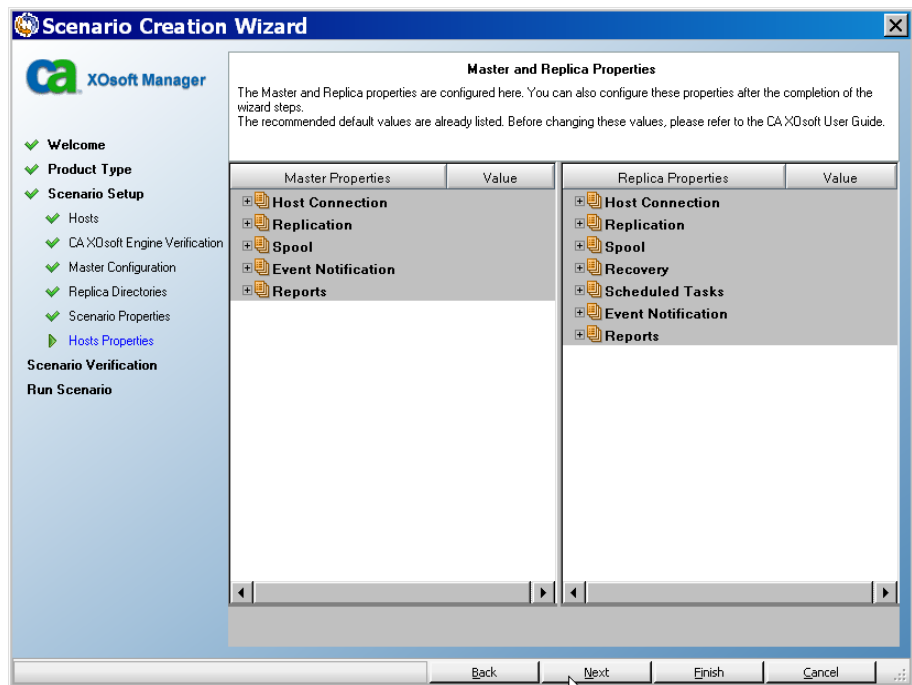 Scenario Creation Wizard
ca XOsoft Manager
Welcome
Product Type
Scenario Setup
Hosts
CA XOsoft Engine Verification
Master Configuration
Replica Directories
Scenario Properties
Hosts Properties
Scenario Verification
Run Scenario
Master and Replica Properties
The Master and Replica properties are configured here. You can also configure these properties after the completion of the
wizard steps.
The recommended default values are already listed. Before changing these values, please refer to the CA XOsoft User Guide.
Master Properties Value
Host Connection
Replication
Spool
Event Notification
Reports
Replica Properties Value
Host Connection
Replication
Spool
Recovery
Scheduled Tasks
Event Notification
Reports
Back Next Finish Cancel